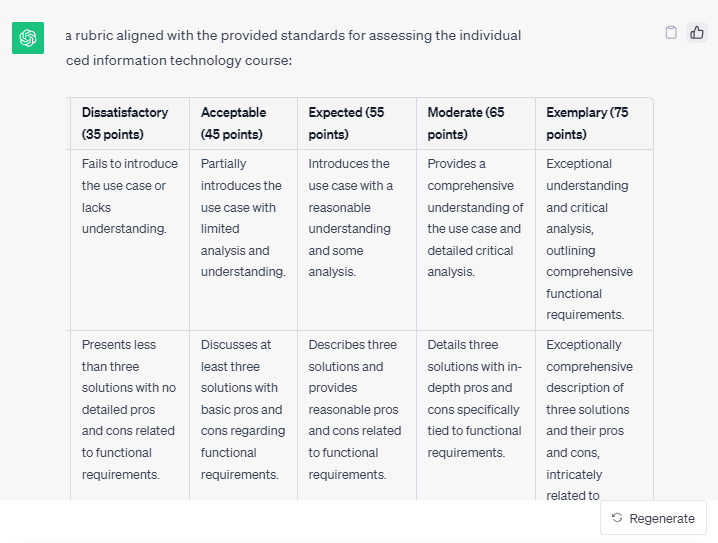 a rubric aligned with the provided standards for assessing the individual
ced information technology course:
Dissatisfactory
(35 points)
Acceptable
(45 points)
Expected (55
points)
Moderate (65
points)
Exemplary (75
points)
Fails to introduce
the use case or
lacks
understanding.
Partially
introduces the
use case with
limited
analysis and
understanding.
Introduces the
use case with a
reasonable
understanding
and some
analysis.
Provides a
comprehensive
understanding of
the use case and
detailed critical
analysis.
Exceptional
understanding
and critical
analysis,
outlining
comprehensive
functional
requirements.
Presents less
than three
solutions with no
detailed pros
and cons related
to functional
requirements.
Discusses at
least three
solutions with
basic pros and
cons regarding
functional
requirements.
Describes three
solutions and
provides
reasonable pros
and cons related
to functional
requirements.
Details three
solutions with in-
depth pros and
cons specifically
tied to functional
requirements.
Exceptionally
comprehensive
description of
three solutions
and their pros
and cons,
intricately
related to
Regenerate